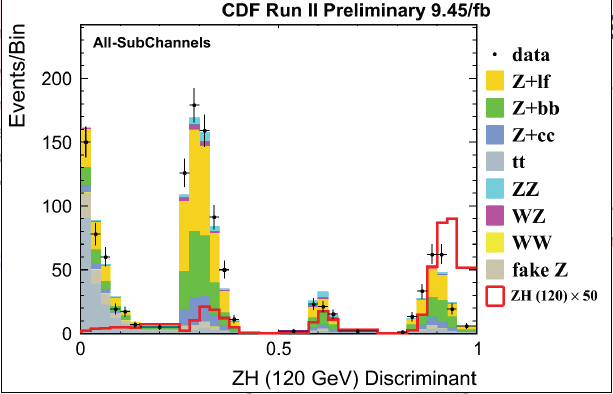 CDF Run II Preliminary 9.45/fb
All-SubChannels
Events/Bin
200
150
100
50
0
0
0.5
1
ZH (120 GeV) Discriminant
data
Z+lf
Z+bb
Z+cc
tt
ZZ
WZ
WW
fake Z
ZH (120) × 50